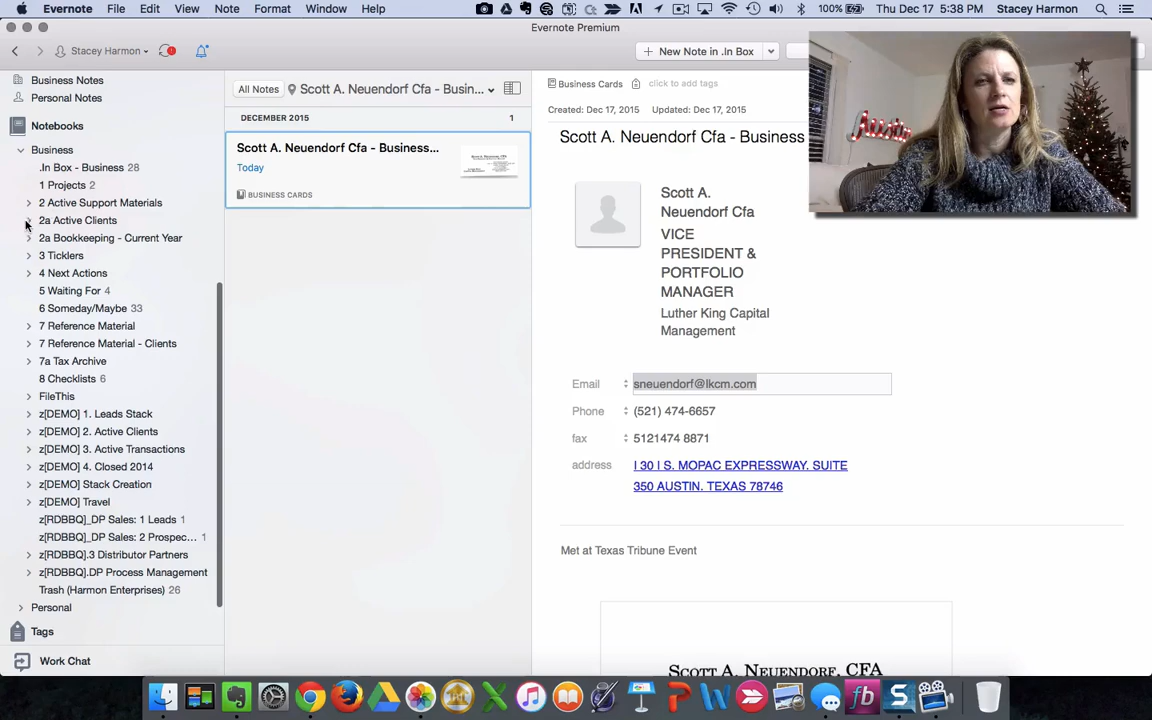 Evernote File Edit View Note Format Window Help
100% Thu Dec 17 5:38 PM Stacey Harmon
Evernote Premium
Stacey Harmon
+ New Note in .In Box
Business Notes
Personal Notes
Notebooks
Business
.In Box - Business 28
1 Projects 2
2 Active Support Materials
2a Active Clients
2a Bookkeeping - Current Year
3 Ticklers
4 Next Actions
5 Waiting For 4
6 Someday/Maybe 33
7 Reference Material
7 Reference Material - Clients
7a Tax Archive
8 Checklists 6
FileThis
z[DEMO] 1. Leads Stack
z[DEMO] 2. Active Clients
z[DEMO] 3. Active Transactions
z[DEMO] 4. Closed 2014
z[DEMO] Stack Creation
z[DEMO] Travel
z[RDBBQ]_DP Sales: 1 Leads 1
z[RDBBQ]_DP Sales: 2 Prospec... 1
z[RDBBQ].3 Distributor Partners
z[RDBBQ].DP Process Management
Trash (Harmon Enterprises) 26
Personal
Tags
Work Chat
All Notes Scott A. Neuendorf Cfa - Busin...
DECEMBER 2015 1
Scott A. Neuendorf Cfa - Business...
Today
BUSINESS CARDS
Business Cards click to add tags
Created: Dec 17, 2015 Updated: Dec 17, 2015
Scott A. Neuendorf Cfa - Business
Scott A.
Neuendorf Cfa
VICE
PRESIDENT &
PORTFOLIO
MANAGER
Luther King Capital
Management
Email sneuendorf@lkcm.com
Phone (521) 474-6657
fax 5121474 8871
address I 30 I S. MOPAC EXPRESSWAY. SUITE
350 AUSTIN. TEXAS 78746
Met at Texas Tribune Event
SCOTT A. NEUENDORF, CFA
Austin